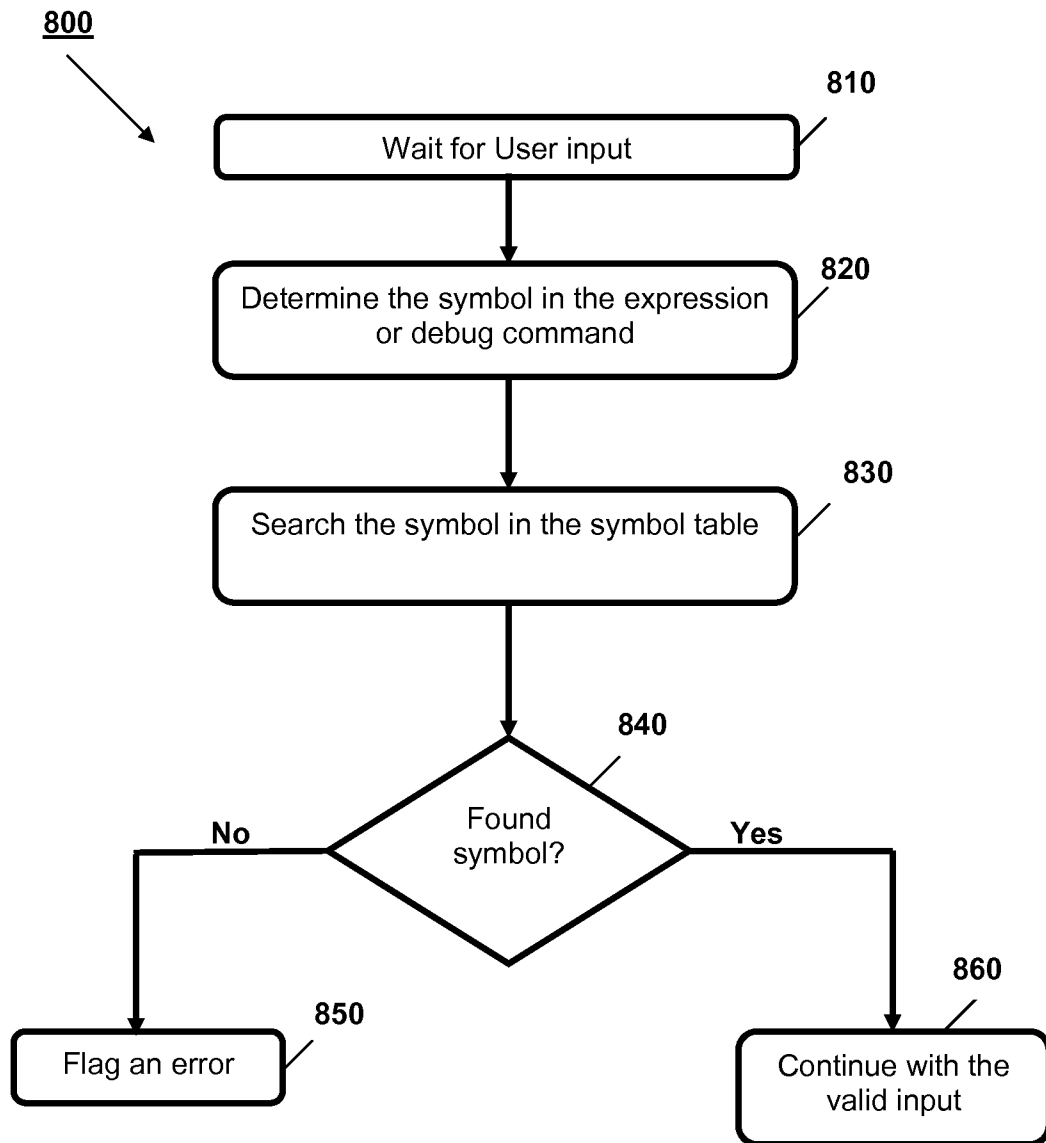 800
810
Wait for User input
820
Determine the symbol in the expression
or debug command
830
Search the symbol in the symbol table
840
Found
symbol?
No
Yes
850
Flag an error
860
Continue with the
valid input